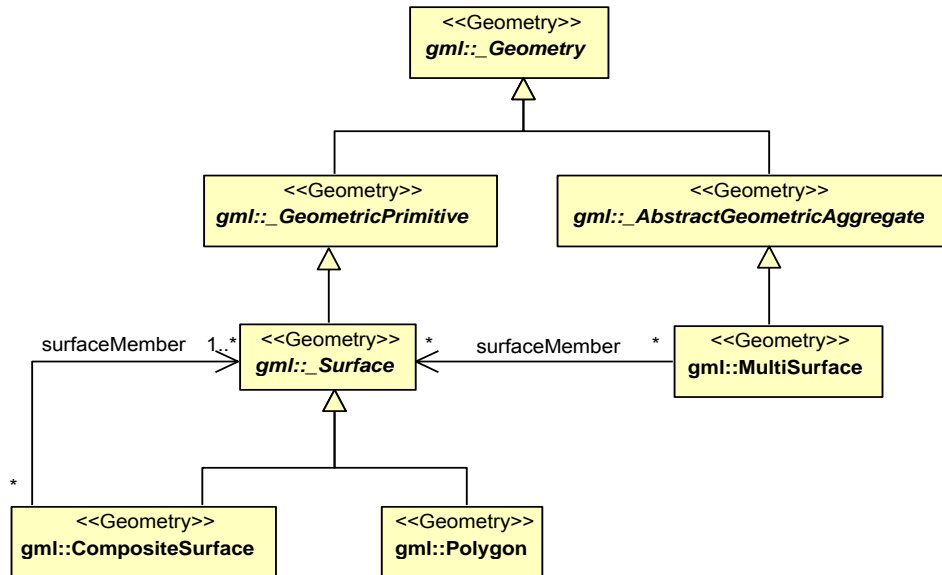 <<Geometry>>
gml::_Geometry
<<Geometry>>
gml::_GeometricPrimitive
<<Geometry>>
gml::_AbstractGeometricAggregate
surfaceMember
1..*
<<Geometry>>
gml::_Surface
*
surfaceMember
*
<<Geometry>>
gml::MultiSurface
*
<<Geometry>>
gml::CompositeSurface
<<Geometry>>
gml::Polygon